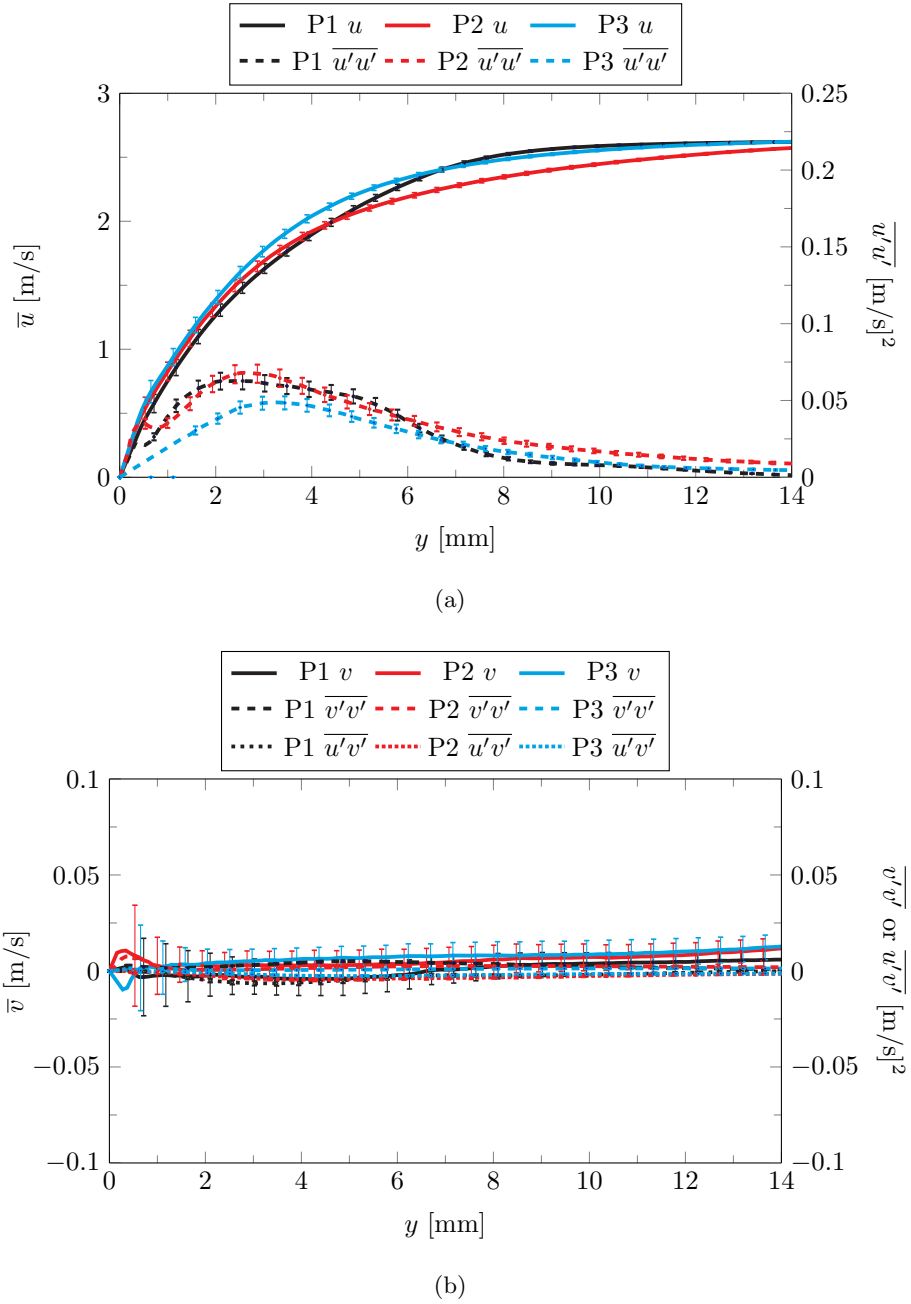 P1 u P2 u P3 u
P1 u′u′ P2 u′u′ P3 u′u′
3 0.25
0.2
2
0.15
u [m/s] u′u′ [m/s]²
0.1
1
0.05
0 0
0 2 4 6 8 10 12 14
y [mm]
(a)
P1 v P2 v P3 v
P1 v′v′ P2 v′v′ P3 v′v′
P1 u′v′ P2 u′v′ P3 u′v′
0.1 0.1
0.05 0.05
v [m/s] v′v′ or u′v′ [m/s]²
0 0
−0.05 −0.05
−0.1 −0.1
0 2 4 6 8 10 12 14
y [mm]
(b)